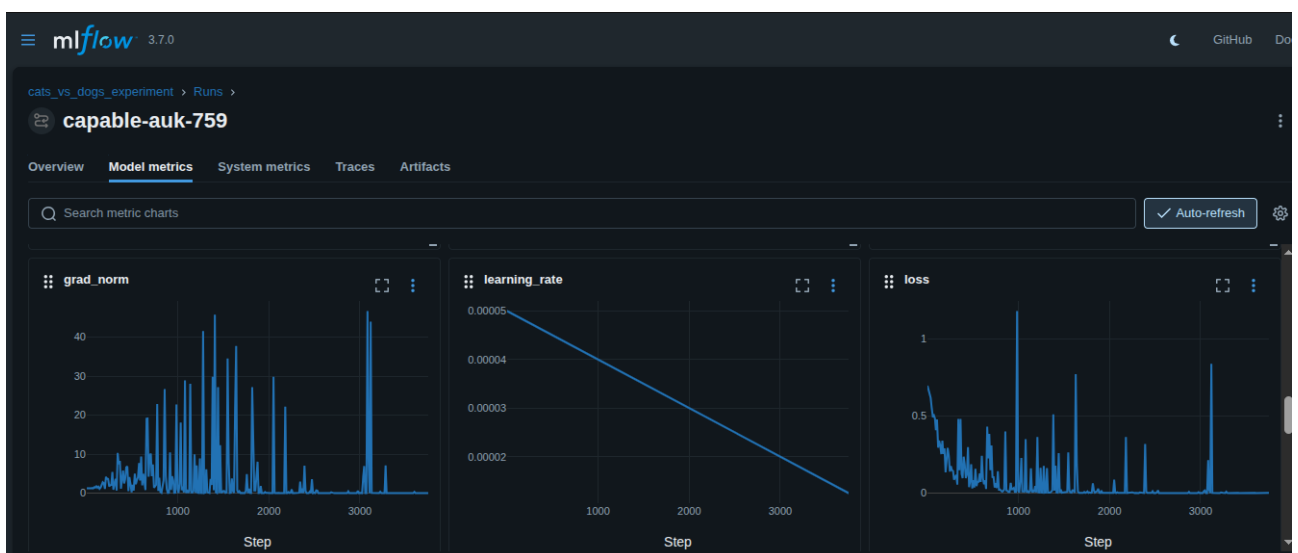 mlflow 3.7.0
GitHub
Do
cats_vs_dogs_experiment › Runs ›
capable-auk-759
Overview Model metrics System metrics Traces Artifacts
Search metric charts
Auto-refresh
grad_norm
40
30
20
10
0
1000 2000 3000
Step
learning_rate
0.00005
0.00004
0.00003
0.00002
1000 2000 3000
Step
loss
1
0.5
0
1000 2000 3000
Step